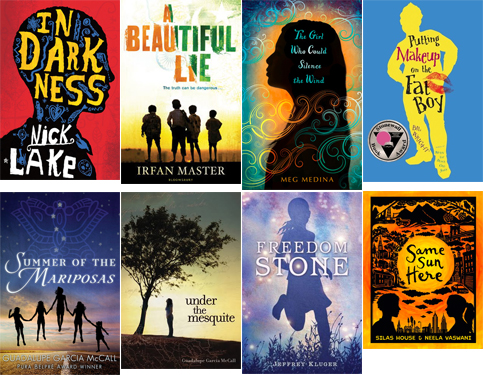 IN
DARK
NESS
NICK
LAKE
A
BEAUTIFUL
LIE
The truth can be dangerous
IRFAN MASTER
BLOOMSBURY
The Girl
Who Could
Silence
the Wind
MEG MEDINA
Putting
Makeup
on the
Fat
Boy
bil wright
Stonewall
SUMMER OF THE
MARIPOSAS
GUADALUPE GARCIA McCALL
PURA BELPRÉ AWARD WINNER
under
the
mesquite
Guadalupe Garcia McCall
FREEDOM
STONE
JEFFREY KLUGER
Same
Sun
Here
SILAS HOUSE & NEELA VASWANI